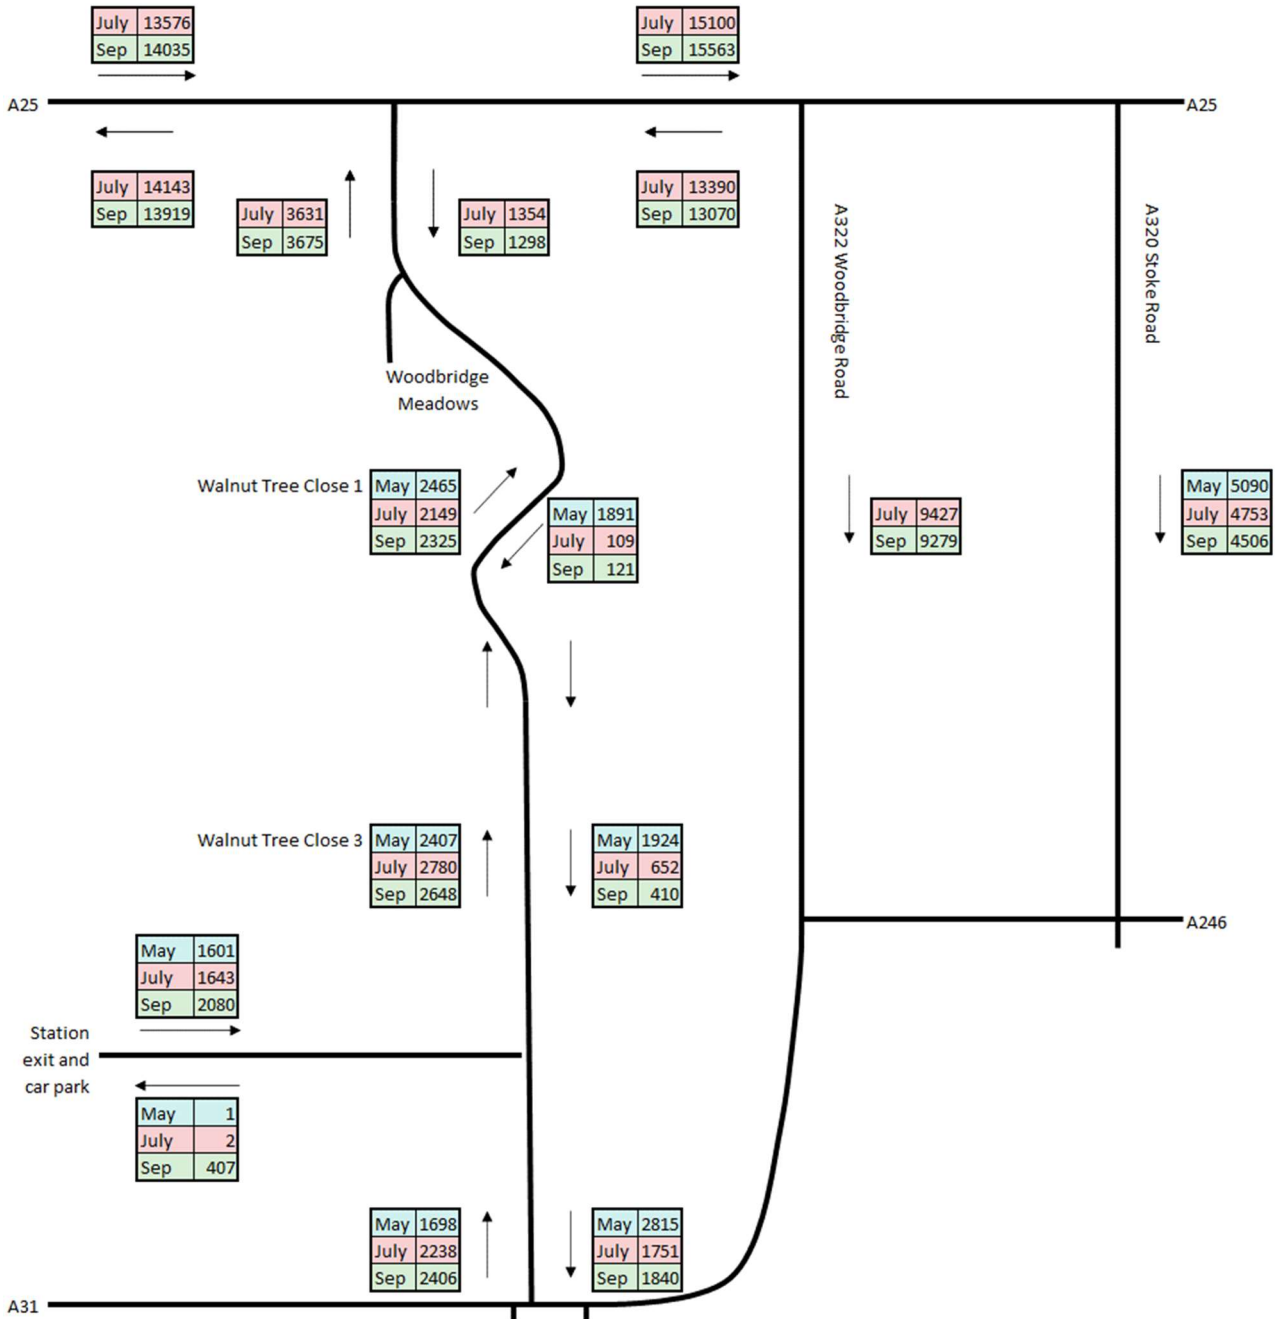 July 13576
Sep 14035
July 15100
Sep 15563
A25
A25
July 14143
Sep 13919
July 3631
Sep 3675
July 1354
Sep 1298
July 13390
Sep 13070
A322 Woodbridge Road
A320 Stoke Road
Woodbridge
Meadows
Walnut Tree Close 1
May 2465
July 2149
Sep 2325
May 1891
July 109
Sep 121
July 9427
Sep 9279
May 5090
July 4753
Sep 4506
Walnut Tree Close 3
May 2407
July 2780
Sep 2648
May 1924
July 652
Sep 410
A246
May 1601
July 1643
Sep 2080
Station
exit and
car park
May 1
July 2
Sep 407
May 1698
July 2238
Sep 2406
May 2815
July 1751
Sep 1840
A31